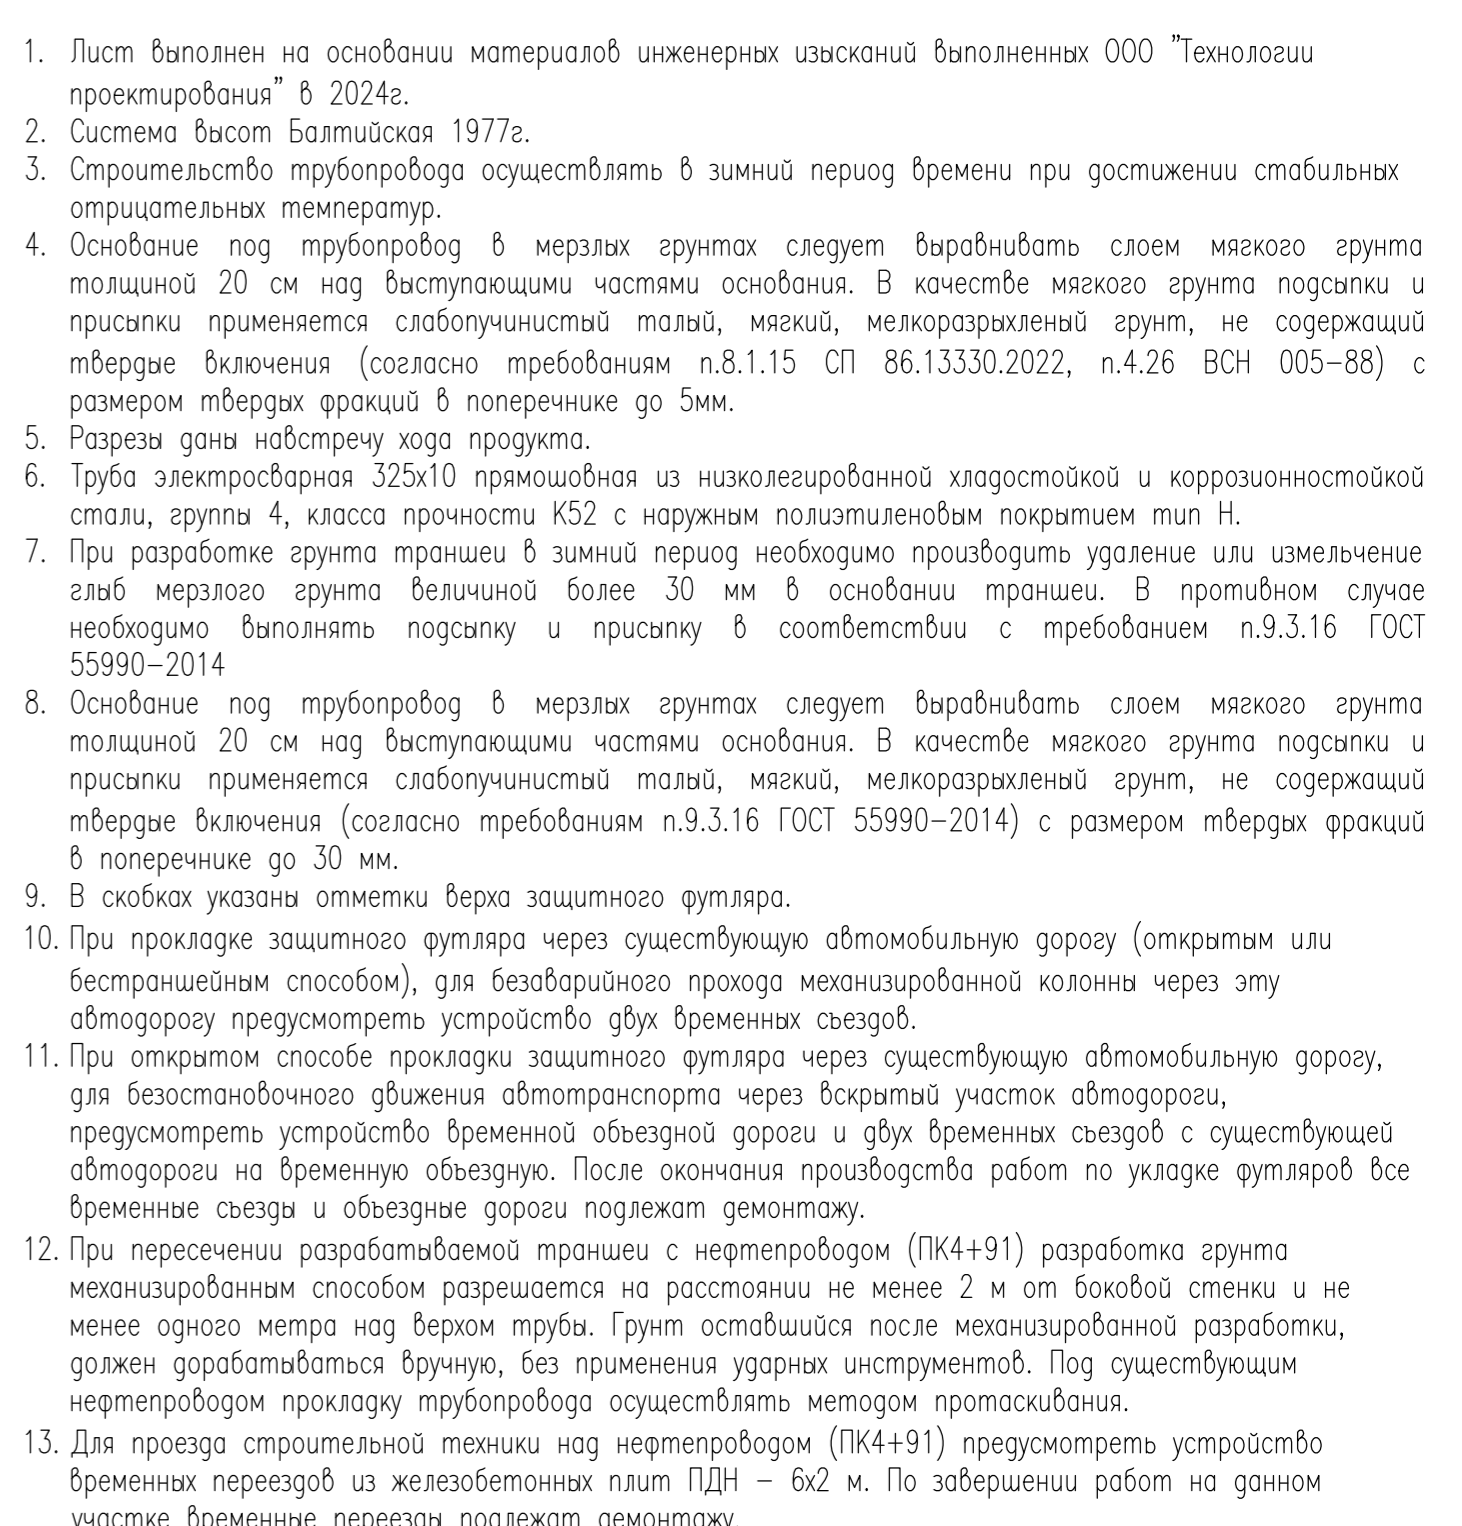 1. Лист выполнен на основании материалов инженерных изысканий выполненных ООО "Технологии
проектирования" в 2024г.
2. Система высот Балтийская 1977г.
3. Строительство трубопровода осуществлять в зимний период времени при достижении стабильных
отрицательных температур.
4. Основание под трубопровод в мерзлых грунтах следует выравнивать слоем мягкого грунта
толщиной 20 см над выступающими частями основания. В качестве мягкого грунта подсыпки и
присыпки применяется слабопучинистый талый, мягкий, мелкоразрыхленый грунт, не содержащий
твердые включения (согласно требованиям п.8.1.15 СП 86.13330.2022, п.4.26 ВСН 005-88) с
размером твердых фракций в поперечнике до 5мм.
5. Разрезы даны навстречу хода продукта.
6. Труба электросварная 325х10 прямошовная из низколегированной хладостойкой и коррозионностойкой
стали, группы 4, класса прочности К52 с наружным полиэтиленовым покрытием тип Н.
7. При разработке грунта траншеи в зимний период необходимо производить удаление или измельчение
глыб мерзлого грунта величиной более 30 мм в основании траншеи. В противном случае
необходимо выполнять подсыпку и присыпку в соответствии с требованием п.9.3.16 ГОСТ
55990-2014
8. Основание под трубопровод в мерзлых грунтах следует выравнивать слоем мягкого грунта
толщиной 20 см над выступающими частями основания. В качестве мягкого грунта подсыпки и
присыпки применяется слабопучинистый талый, мягкий, мелкоразрыхленый грунт, не содержащий
твердые включения (согласно требованиям п.9.3.16 ГОСТ 55990-2014) с размером твердых фракций
в поперечнике до 30 мм.
9. В скобках указаны отметки верха защитного футляра.
10. При прокладке защитного футляра через существующую автомобильную дорогу (открытым или
бестраншейным способом), для безаварийного прохода механизированной колонны через эту
автодорогу предусмотреть устройство двух временных съездов.
11. При открытом способе прокладки защитного футляра через существующую автомобильную дорогу,
для безостановочного движения автотранспорта через вскрытый участок автодороги,
предусмотреть устройство временной объездной дороги и двух временных съездов с существующей
автодороги на временную объездную. После окончания производства работ по укладке футляров все
временные съезды и объездные дороги подлежат демонтажу.
12. При пересечении разрабатываемой траншеи с нефтепроводом (ПК4+91) разработка грунта
механизированным способом разрешается на расстоянии не менее 2 м от боковой стенки и не
менее одного метра над верхом трубы. Грунт оставшийся после механизированной разработки,
должен дорабатываться вручную, без применения ударных инструментов. Под существующим
нефтепроводом прокладку трубопровода осуществлять методом протаскивания.
13. Для проезда строительной техники над нефтепроводом (ПК4+91) предусмотреть устройство
временных переездов из железобетонных плит ПДН - 6х2 м. По завершении работ на данном
участке временные переезды подлежат демонтажу.